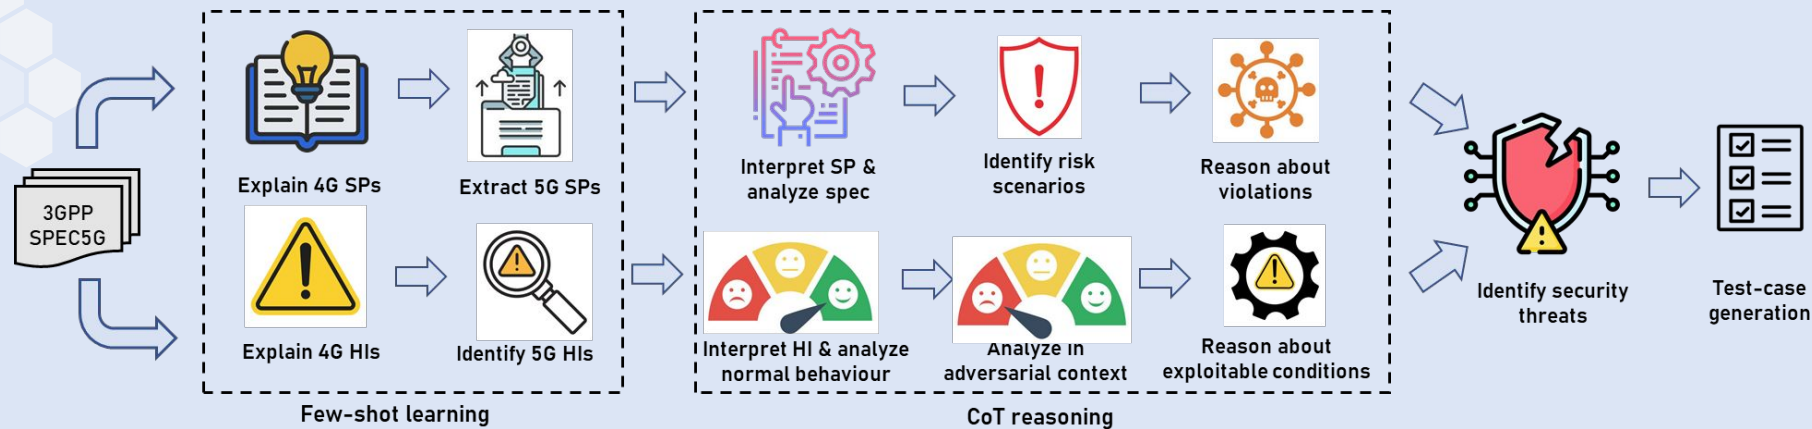 3GPP
SPEC5G
Explain 4G SPs
Extract 5G SPs
Explain 4G HIs
Identify 5G HIs
Few-shot learning
Interpret SP &
analyze spec
Identify risk
scenarios
Reason about
violations
Interpret HI & analyze
normal behaviour
Analyze in
adversarial context
Reason about
exploitable conditions
CoT reasoning
Identify security
threats
Test-case
generation